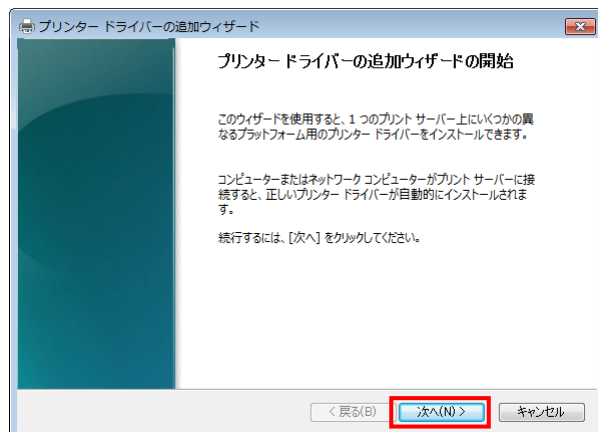 プリンター ドライバーの追加ウィザード
プリンター ドライバーの追加ウィザードの開始
このウィザードを使用すると、1 つのプリント サーバー上にいくつかの異
なるプラットフォーム用のプリンター ドライバーをインストールできます。
コンピューターまたはネットワーク コンピューターがプリント サーバーに接
続すると、正しいプリンター ドライバーが自動的にインストールされま
す。
続行するには、[次へ] をクリックしてください。
< 戻る(B)
次へ(N) >
キャンセル